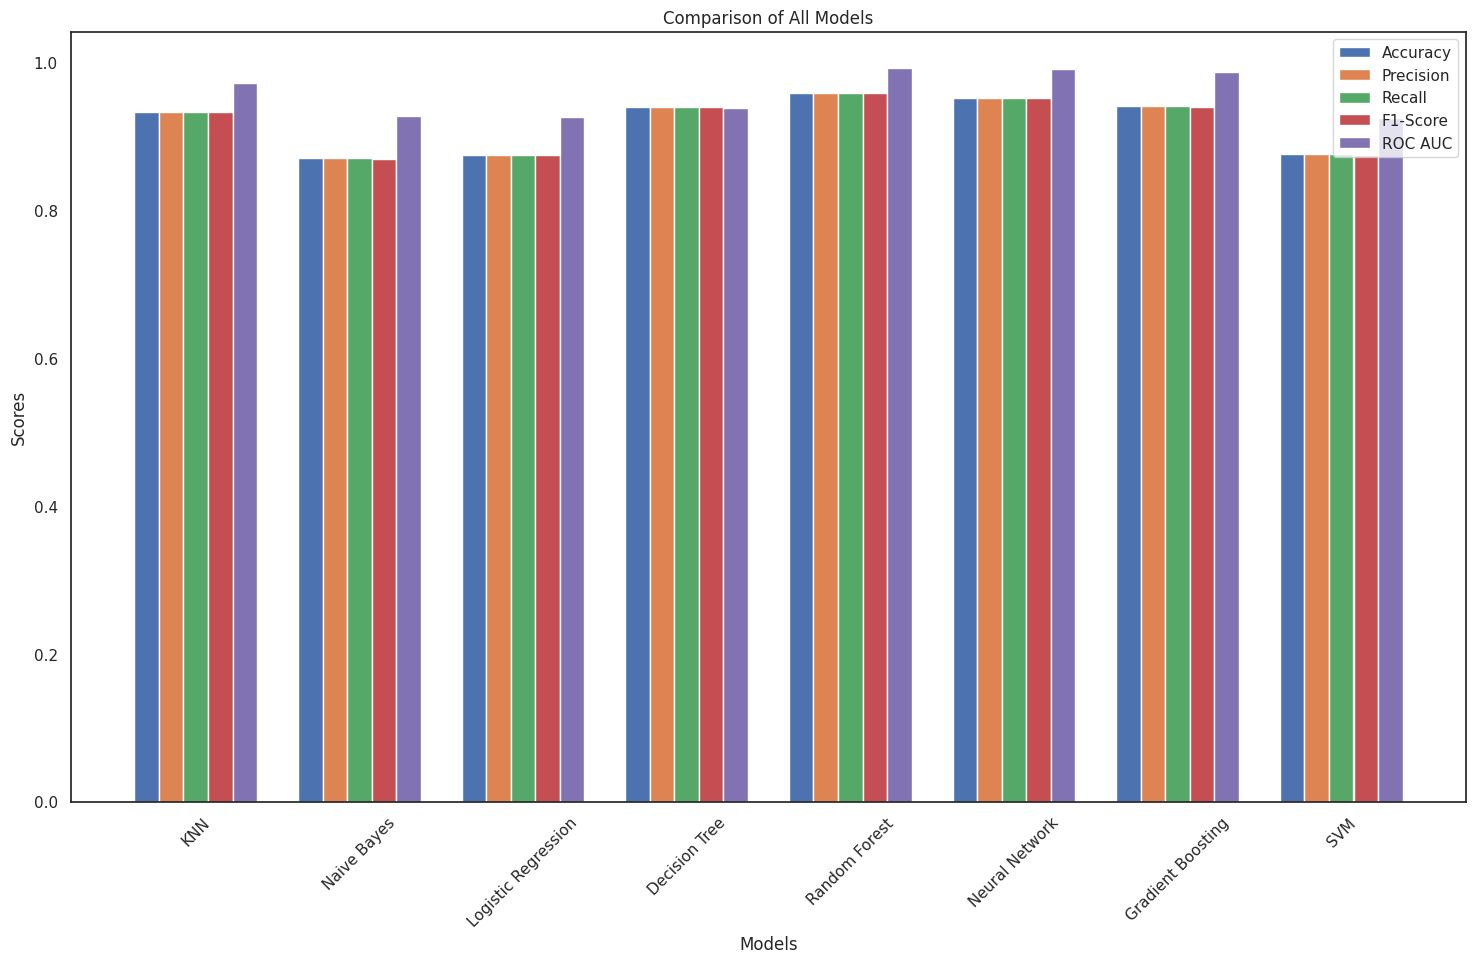 Comparison of All Models
Accuracy
Precision
Recall
F1-Score
ROC AUC
Scores
1.0
0.8
0.6
0.4
0.2
0.0
KNN
Naive Bayes
Logistic Regression
Decision Tree
Random Forest
Neural Network
Gradient Boosting
SVM
Models